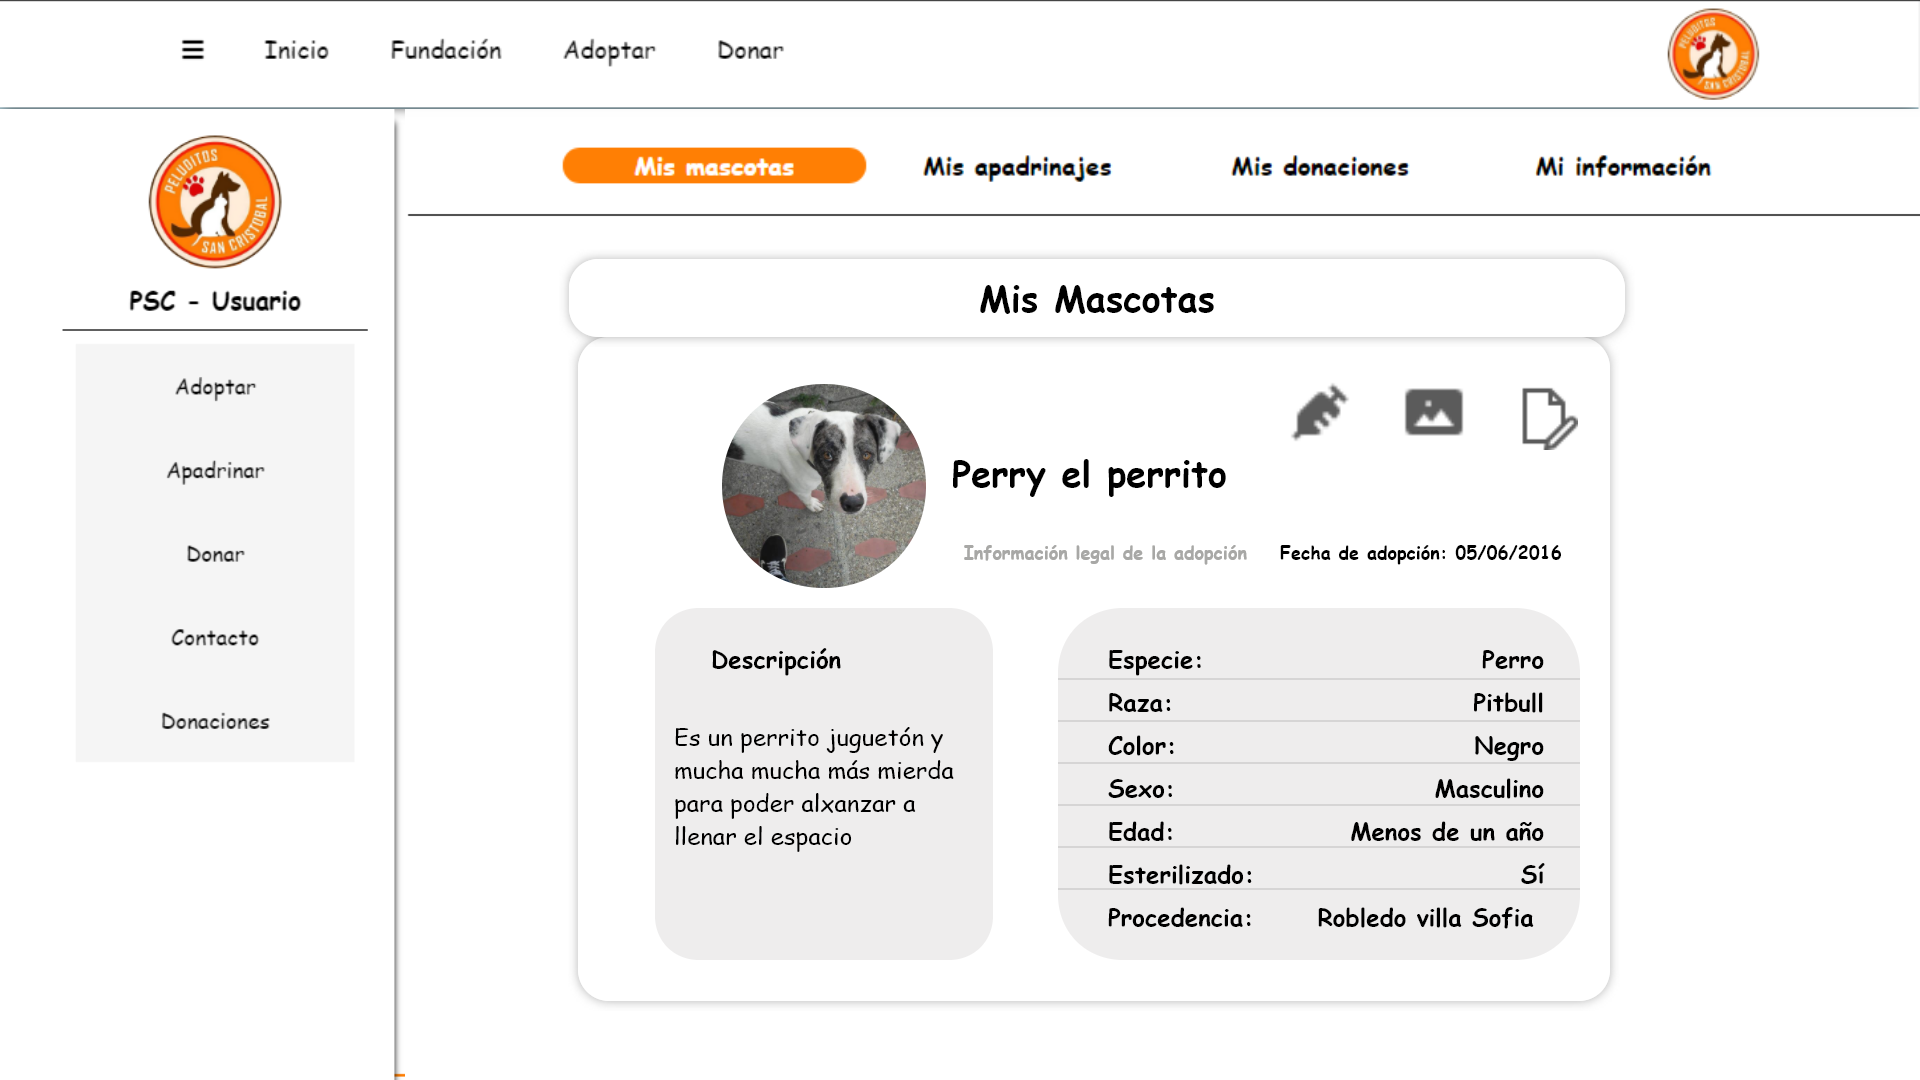 Inicio Fundación Adoptar Donar
PELUDITOS
SAN CRISTOBAL
Mis mascotas Mis apadrinajes Mis donaciones Mi información
PELUDITOS
SAN CRISTOBAL
PSC - Usuario
Adoptar
Apadrinar
Donar
Contacto
Donaciones
Mis Mascotas
Perry el perrito
Información legal de la adopción Fecha de adopción: 05/06/2016
Descripción
Es un perrito juguetón y
mucha mucha más mierda
para poder alxanzar a
llenar el espacio
Especie: Perro
Raza: Pitbull
Color: Negro
Sexo: Masculino
Edad: Menos de un año
Esterilizado: Sí
Procedencia: Robledo villa Sofia